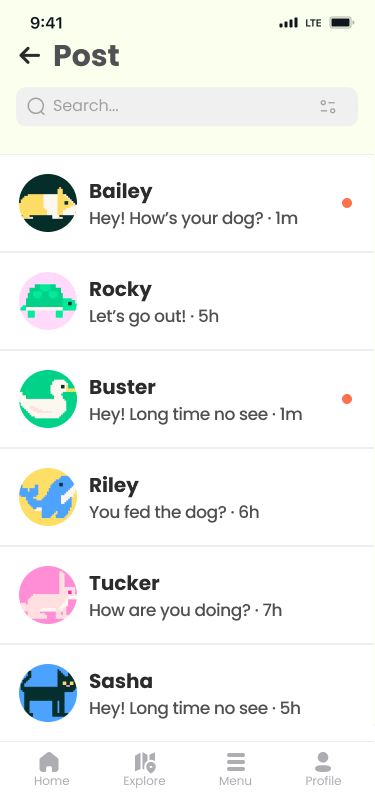 9:41
LTE
Post
Search...
Bailey
Hey! How’s your dog? · 1m
Rocky
Let’s go out! · 5h
Buster
Hey! Long time no see · 1m
Riley
You fed the dog? · 6h
Tucker
How are you doing? · 7h
Sasha
Hey! Long time no see · 5h
Home
Explore
Menu
Profile